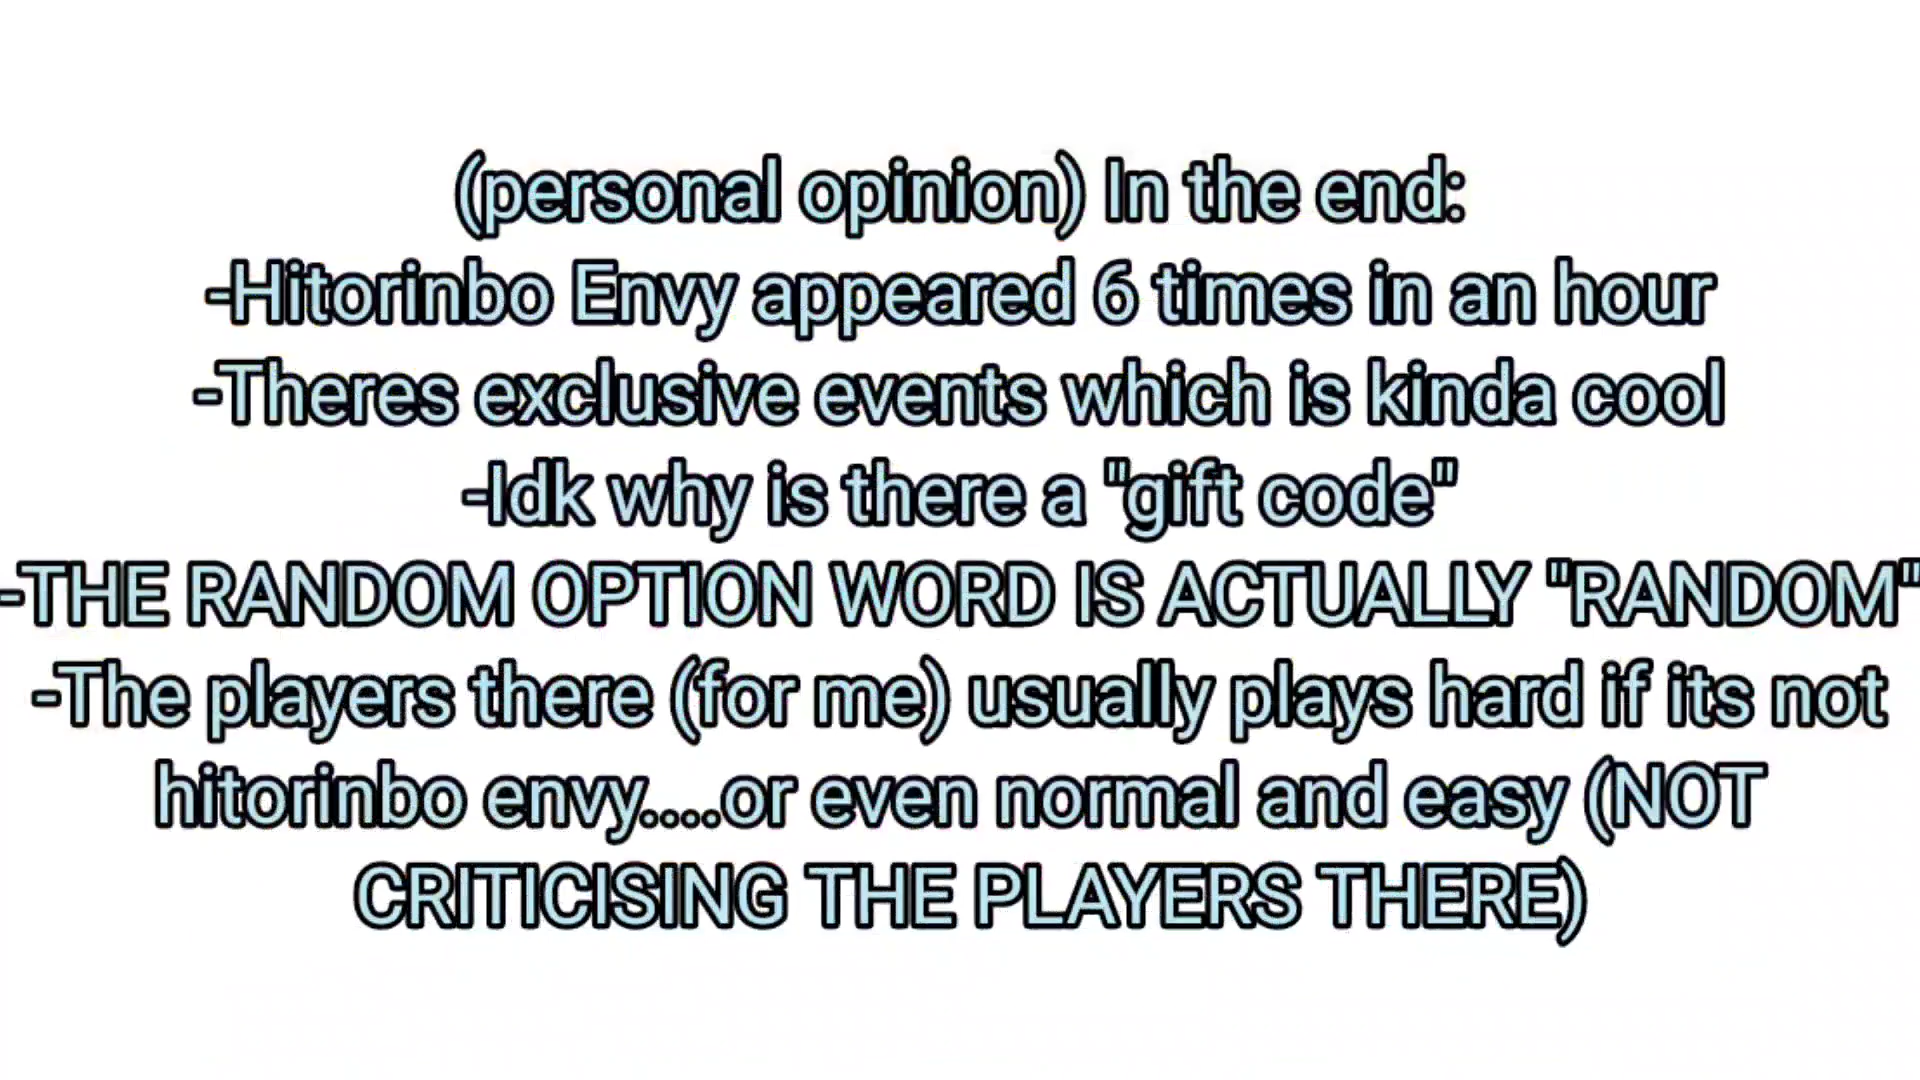 (personal opinion) In the end:
-Hitorinbo Envy appeared 6 times in an hour
-Theres exclusive events which is kinda cool
-Idk why is there a "gift code"
-THE RANDOM OPTION WORD IS ACTUALLY "RANDOM"
-The players there (for me) usually plays hard if its not
hitorinbo envy....or even normal and easy (NOT
CRITICISING THE PLAYERS THERE)